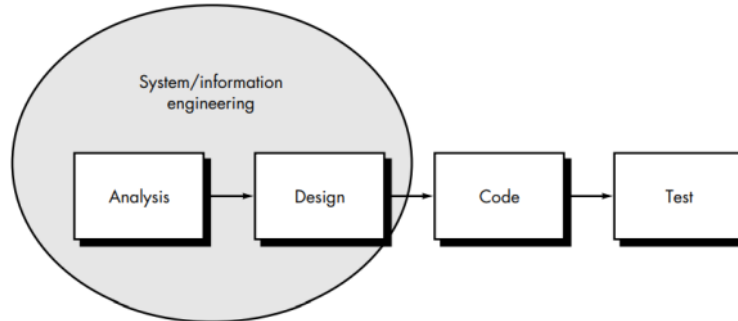 System/information
engineering
Analysis
Design
Code
Test